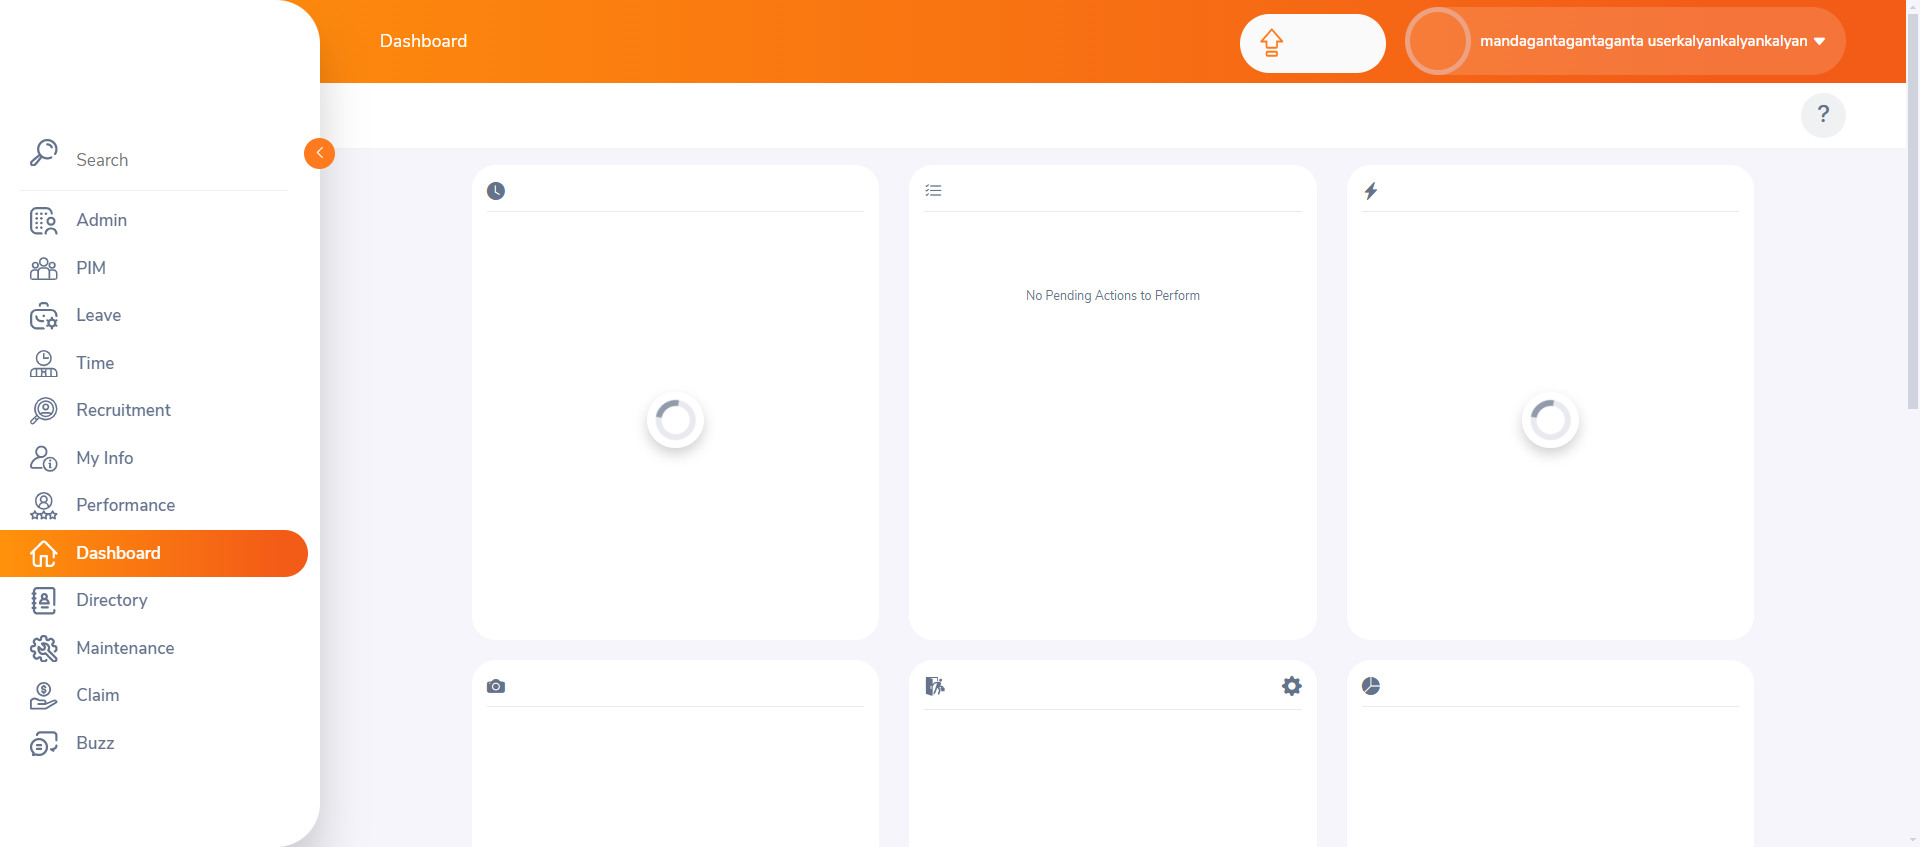 Dashboard
mandagantagantaganta userkalyankalyankalyan
?
Search
Admin
PIM
Leave
Time
Recruitment
My Info
Performance
Dashboard
Directory
Maintenance
Claim
Buzz
No Pending Actions to Perform